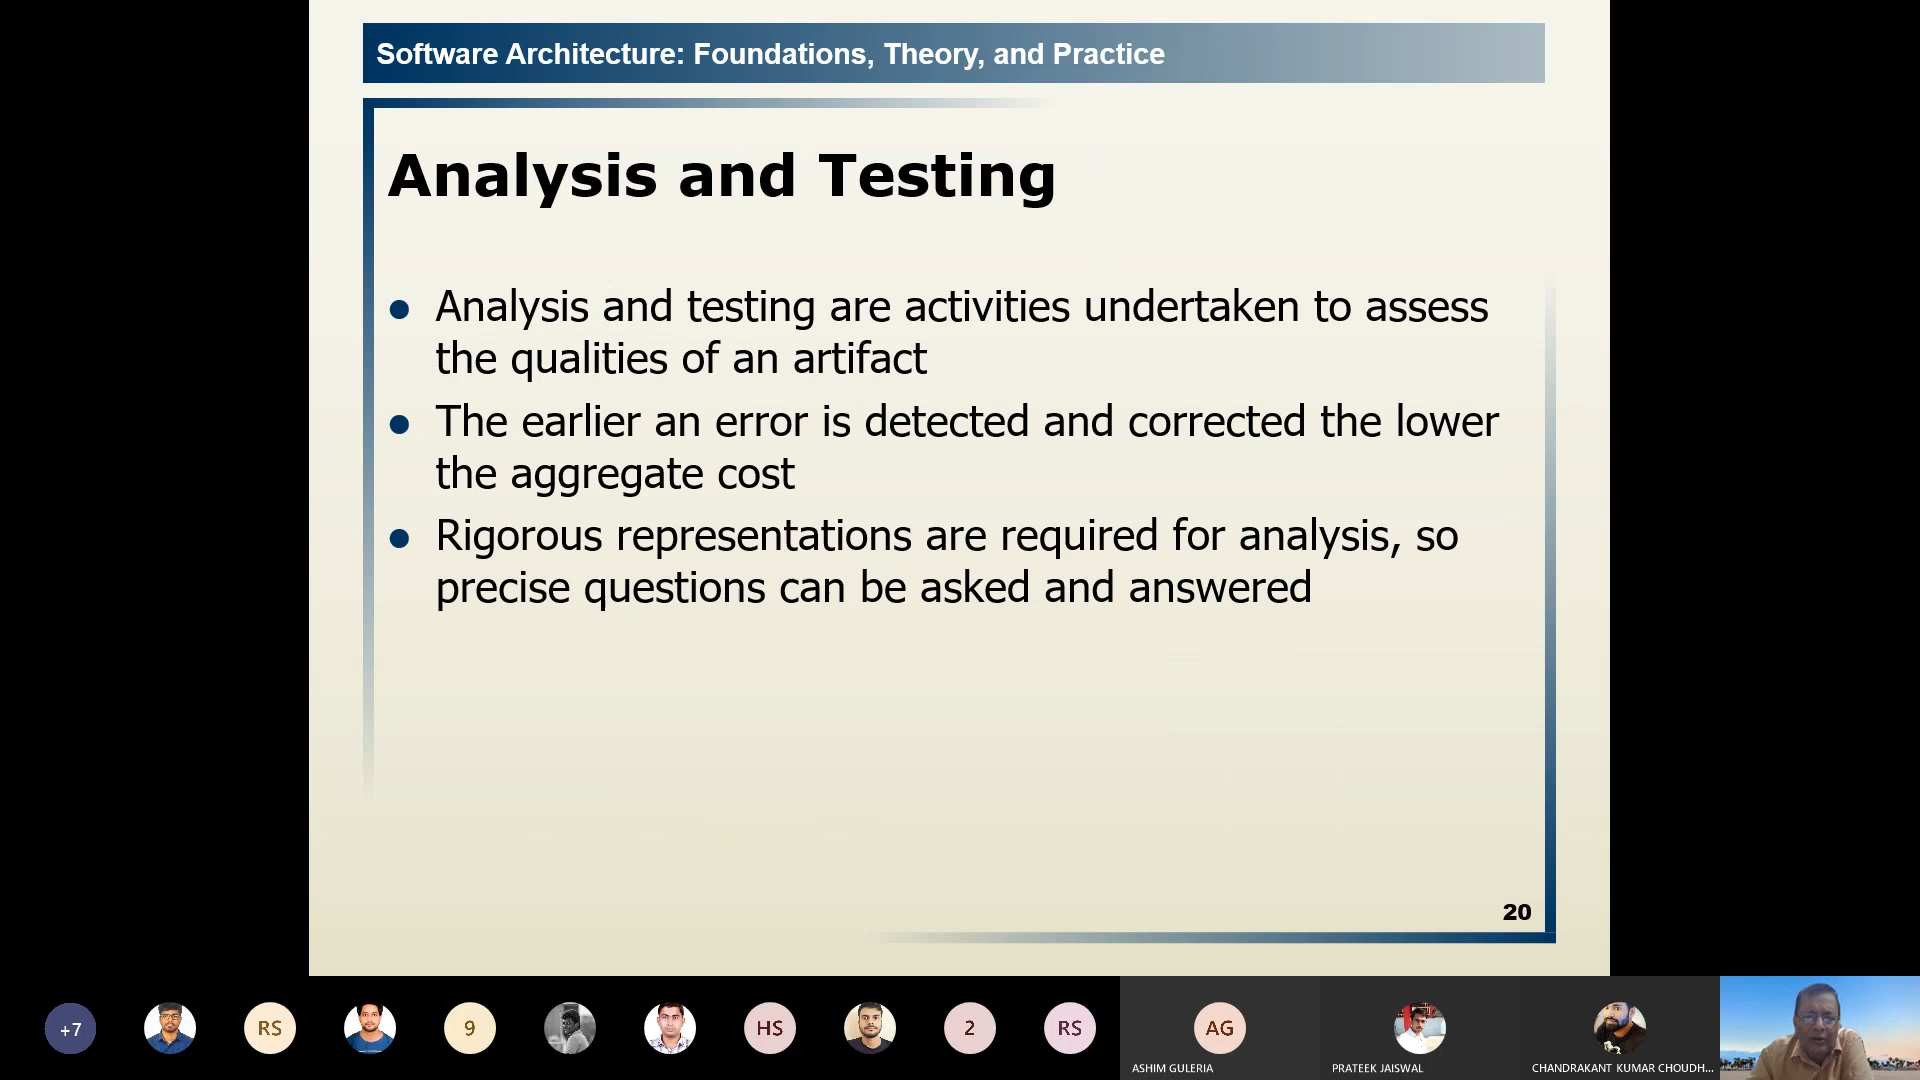 Software Architecture: Foundations, Theory, and Practice
Analysis and Testing
Analysis and testing are activities undertaken to assess
the qualities of an artifact
The earlier an error is detected and corrected the lower
the aggregate cost
Rigorous representations are required for analysis, so
precise questions can be asked and answered
20
+7
RS
9
HS
2
RS
AG
ASHIM GULERIA
PRATEEK JAISWAL
CHANDRAKANT KUMAR CHOUDH...